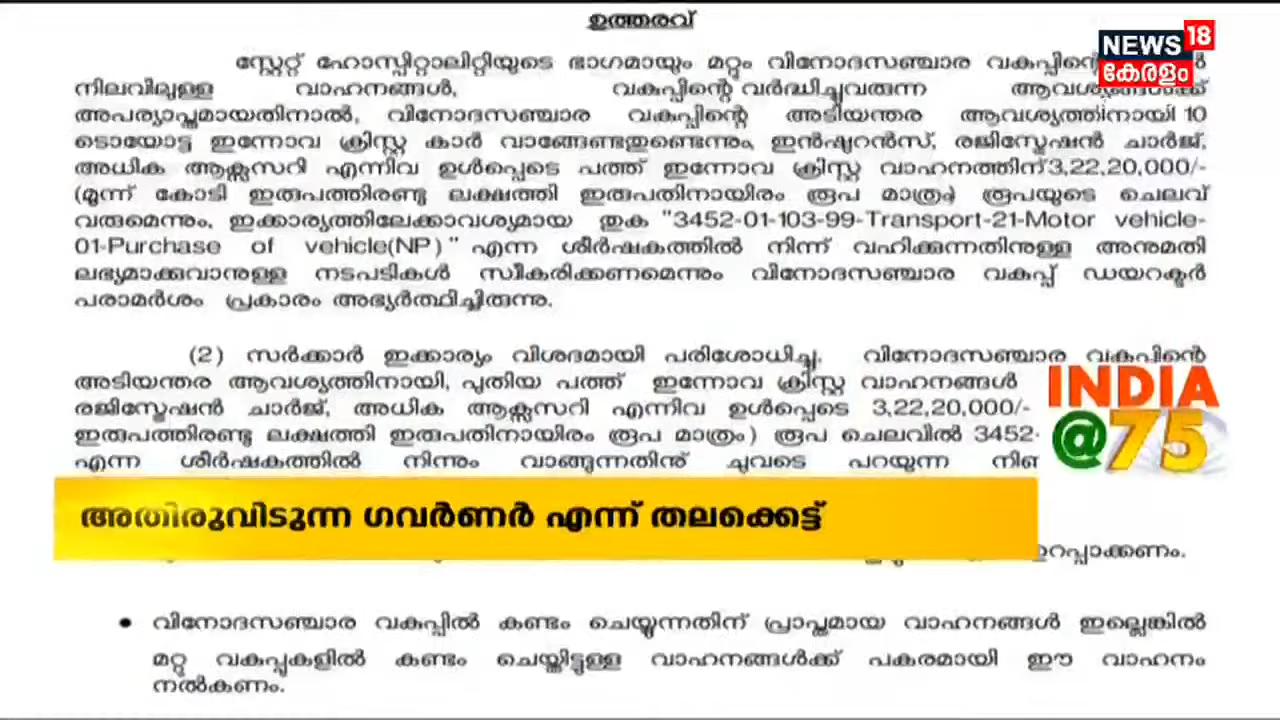 ഉത്തരവ്
സ്റ്റേറ്റ് ഹോസ്പിറ്റാലിറ്റിയുടെ ഭാഗമായും മറ്റും വിനോദസഞ്ചാര വകുപ്പിന്റെ
NEWS 18
കേരളം
നിലവിലുള്ള വാഹനങ്ങൾ, വകുപ്പിന്റെ വർദ്ധിച്ചുവരുന്ന ആവശ്യങ്ങൾക്ക്
അപര്യാപ്തമായതിനാൽ, വിനോദസഞ്ചാര വകുപ്പിന്റെ അടിയന്തര ആവശ്യത്തിനായി 10
ടൊയോട്ട ഇന്നോവ ക്രിസ്റ്റ കാർ വാങ്ങേണ്ടതുണ്ടെന്നും, ഇൻഷുറൻസ്, രജിസ്ട്രേഷൻ ചാർജ്,
അധിക ആക്സസറി എന്നിവ ഉൾപ്പെടെ പത്ത് ഇന്നോവ ക്രിസ്റ്റ വാഹനത്തിന് 3,22,20,000/-
(മൂന്ന് കോടി ഇരുപത്തിരണ്ടു ലക്ഷത്തി ഇരുപതിനായിരം രൂപ മാത്രം) രൂപയുടെ ചെലവ്
വരുമെന്നും, ഇക്കാര്യത്തിലേക്കാവശ്യമായ തുക "3452-01-103-99-Transport-21-Motor vehicle-
01-Purchase of vehicle(NP)" എന്ന ശീർഷകത്തിൽ നിന്ന് വഹിക്കുന്നതിനുള്ള അനുമതി
ലഭ്യമാക്കുവാനുള്ള നടപടികൾ സ്വീകരിക്കണമെന്നും വിനോദസഞ്ചാര വകുപ്പ് ഡയറക്ടർ
പരാമർശം പ്രകാരം അഭ്യർത്ഥിച്ചിരുന്നു.
(2) സർക്കാർ ഇക്കാര്യം വിശദമായി പരിശോധിച്ചു. വിനോദസഞ്ചാര വകുപ്പിന്റെ
അടിയന്തര ആവശ്യത്തിനായി, പുതിയ പത്ത് ഇന്നോവ ക്രിസ്റ്റ വാഹനങ്ങൾ
രജിസ്ട്രേഷൻ ചാർജ്, അധിക ആക്സസറി എന്നിവ ഉൾപ്പെടെ 3,22,20,000/-
ഇരുപത്തിരണ്ടു ലക്ഷത്തി ഇരുപതിനായിരം രൂപ മാത്രം) രൂപ ചെലവിൽ 3452-
എന്ന ശീർഷകത്തിൽ നിന്നും വാങ്ങുന്നതിനു് ചുവടെ പറയുന്ന
INDIA
@75
അതിരുവിടുന്ന ഗവർണർ എന്ന് തലക്കെട്ട്
ഉറപ്പാക്കണം.
• വിനോദസഞ്ചാര വകുപ്പിൽ കണ്ടം ചെയ്യുന്നതിന് പ്രാപ്തമായ വാഹനങ്ങൾ ഇല്ലെങ്കിൽ
മറ്റു വകുപ്പുകളിൽ കണ്ടം ചെയ്തിട്ടുള്ള വാഹനങ്ങൾക്ക് പകരമായി ഈ വാഹനം
നൽകണം.